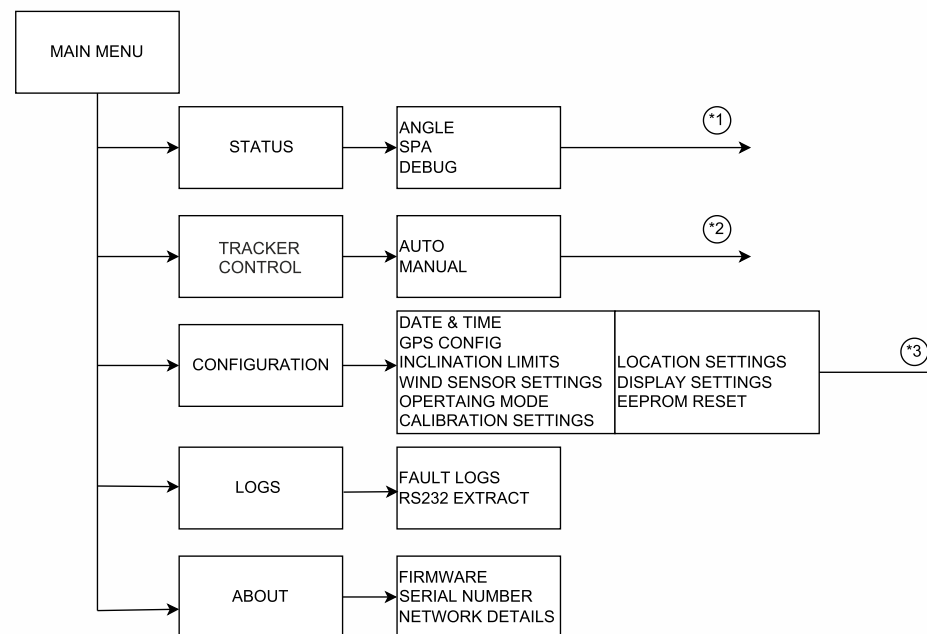 MAIN MENU
STATUS
ANGLE
SPA
DEBUG
*1
TRACKER
CONTROL
AUTO
MANUAL
*2
CONFIGURATION
DATE & TIME
GPS CONFIG
INCLINATION LIMITS
WIND SENSOR SETTINGS
OPERTAING MODE
CALIBRATION SETTINGS
LOCATION SETTINGS
DISPLAY SETTINGS
EEPROM RESET
*3
LOGS
FAULT LOGS
RS232 EXTRACT
ABOUT
FIRMWARE
SERIAL NUMBER
NETWORK DETAILS